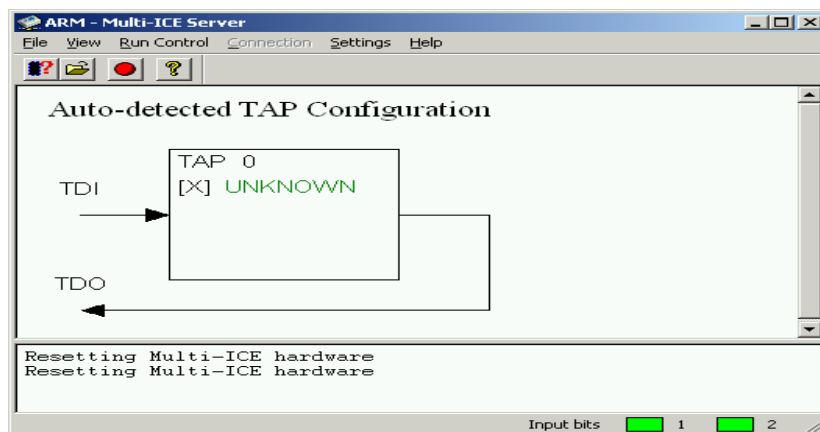 ARM - Multi-ICE Server
File View Run Control Connection Settings Help
Auto-detected TAP Configuration
TAP 0
[X] UNKNOWN
TDI
TDO
Resetting Multi-ICE hardware
Resetting Multi-ICE hardware
Input bits 1 2